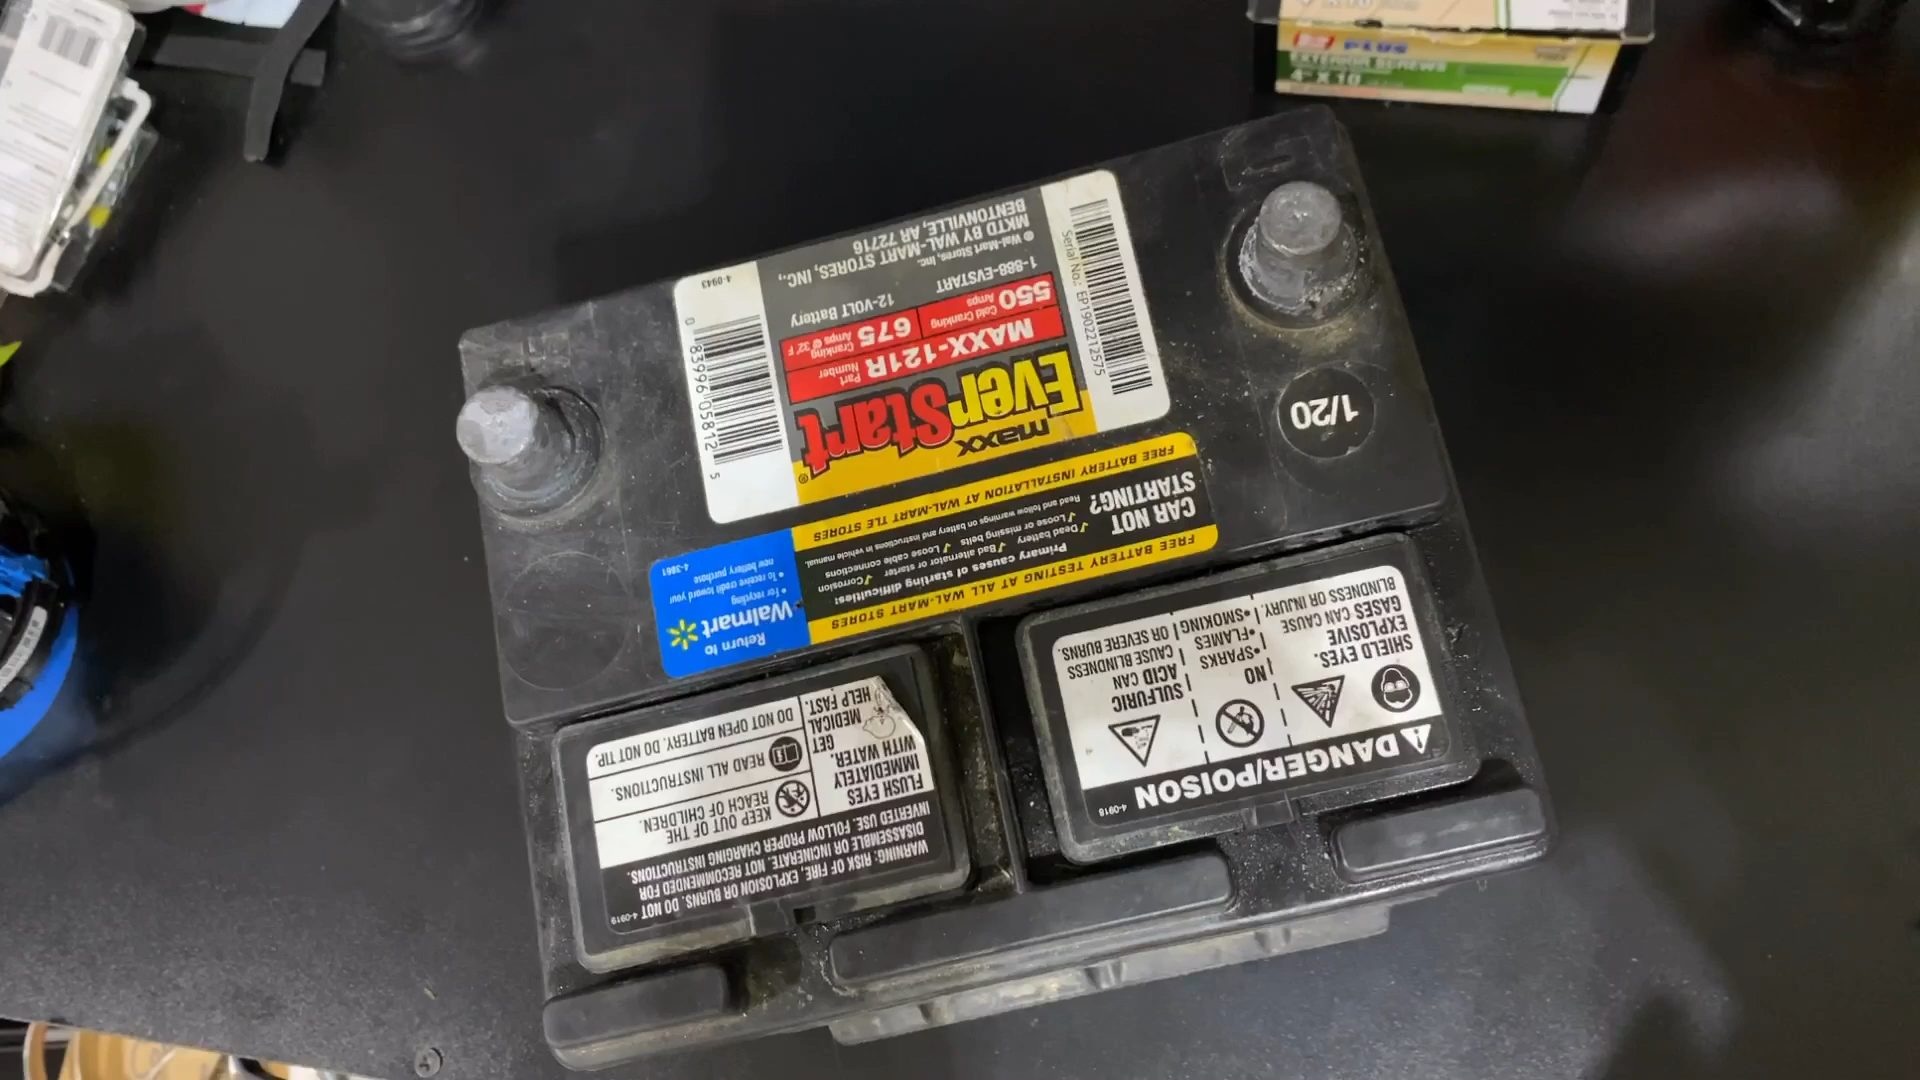 FREE BATTERY TESTING AT ALL WAL-MART STORES
CAR NOT
STARTING?
Primary causes of starting difficulties:
✓Dead battery ✓Bad alternator or starter ✓Corrosion
✓Loose or missing belts ✓Loose cable connections
Read and follow warnings on battery and instructions in vehicle manual.
FREE BATTERY INSTALLATION AT WAL-MART TLE STORES
Return to
Walmart
• For recycling
• to receive credit toward your
new battery purchase
4-3861
maxx
EverStart®
Part
Number
MAXX-121R
550
Cold Cranking
Amps
675
Cranking
Amps @ 32°F
1-888-EVSTART
12-VOLT Battery
® Wal-Mart Stores, Inc.
MKTD BY WAL-MART STORES, INC.,
BENTONVILLE, AR 72716
Serial No.: EP1902212575
0 83996 05812 5
4-0943
1/20
4-0918
DANGER/POISON
SHIELD EYES.
EXPLOSIVE
GASES CAN CAUSE
BLINDNESS OR INJURY.
NO
•SPARKS
•FLAMES
•SMOKING
SULFURIC
ACID CAN
CAUSE BLINDNESS
OR SEVERE BURNS.
4-0919
WARNING: RISK OF FIRE, EXPLOSION OR BURNS. DO NOT
DISASSEMBLE OR INCINERATE. NOT RECOMMENDED FOR
INVERTED USE. FOLLOW PROPER CHARGING INSTRUCTIONS.
FLUSH EYES
IMMEDIATELY
WITH WATER.
GET
MEDICAL
HELP FAST.
KEEP OUT OF THE
REACH OF CHILDREN.
READ ALL INSTRUCTIONS.
DO NOT OPEN BATTERY. DO NOT TIP.
EXTERIOR SCREWS
4" X 10